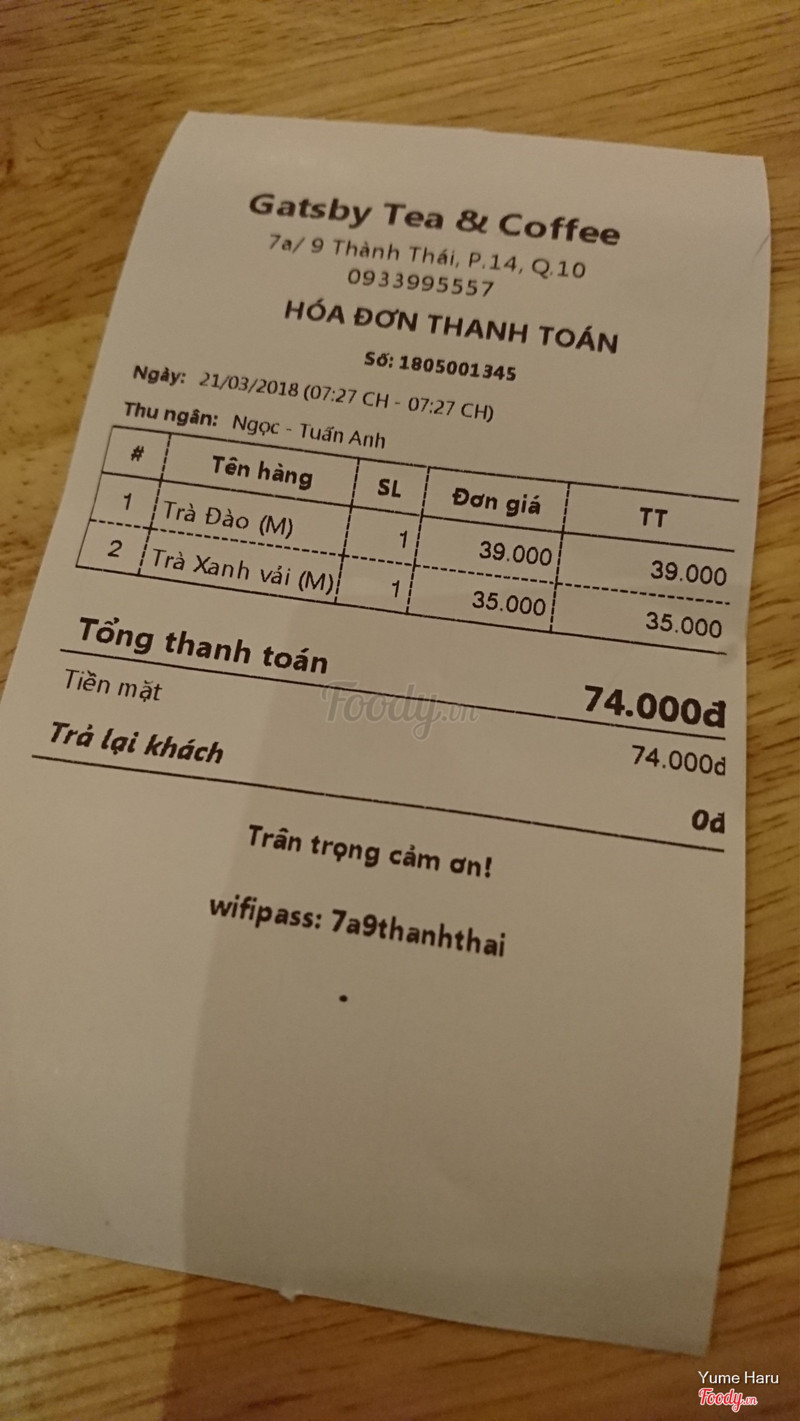 Gatsby Tea & Coffee
7a/ 9 Thành Thái, P.14, Q.10
0933995557
HÓA ĐƠN THANH TOÁN
Số: 1805001345
Ngày: 21/03/2018 (07:27 CH - 07:27 CH)
Thu ngân: Ngọc - Tuấn Anh
# Tên hàng SL Đơn giá TT
1 Trà Đào (M) 1 39.000 39.000
2 Trà Xanh vải (M) 1 35.000 35.000
Tổng thanh toán 74.000đ
Tiền mặt 74.000đ
Foody.vn
Trả lại khách 0đ
Trân trọng cảm ơn!
wifipass: 7a9thanhthai
Yume Haru
Foody.vn